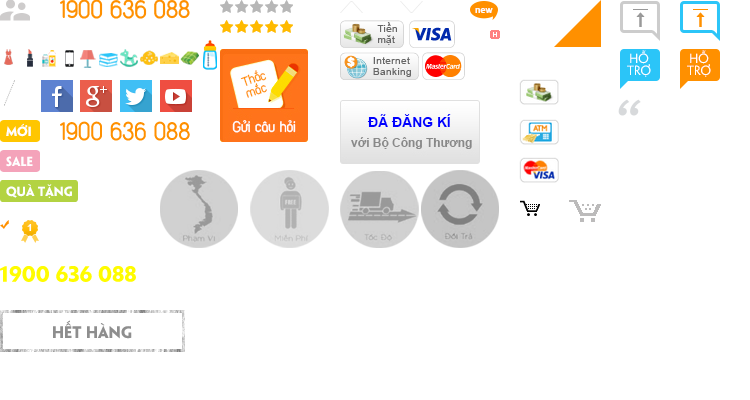 1900 636 088
new
Tiền
mặt
VISA
H
Internet
Banking
MasterCard
HỖ
TRỢ
HỖ
TRỢ
Thắc
mắc
Gửi câu hỏi
f
g+
ATM
MỚI
1900 636 088
ĐÃ ĐĂNG KÍ
với Bộ Công Thương
SALE
MasterCard
VISA
QUÀ TẶNG
FREE
Phạm Vi
Miễn Phí
Tốc Độ
Đổi Trả
1
1900 636 088
HẾT HÀNG